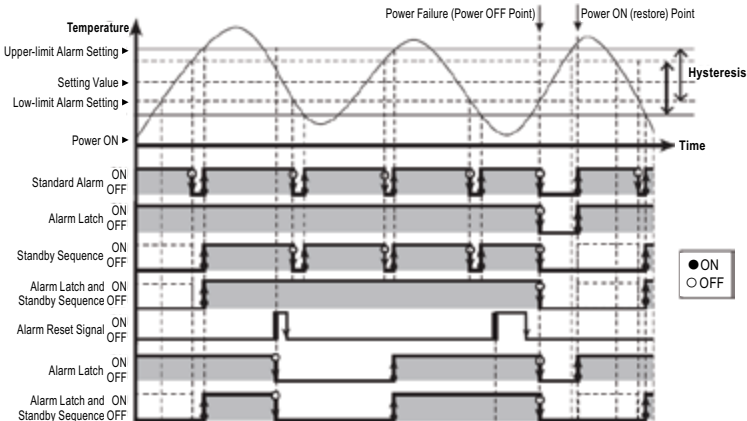 Power Failure (Power OFF Point)
Power ON (restore) Point
Temperature
Upper-limit Alarm Setting
Hysteresis
Setting Value
Low-limit Alarm Setting
Power ON
Time
Standard Alarm ON
OFF
Alarm Latch ON
OFF
Standby Sequence ON
OFF
Alarm Latch and ON
Standby Sequence OFF
ON
OFF
Alarm Reset Signal ON
OFF
Alarm Latch ON
OFF
Alarm Latch and ON
Standby Sequence OFF